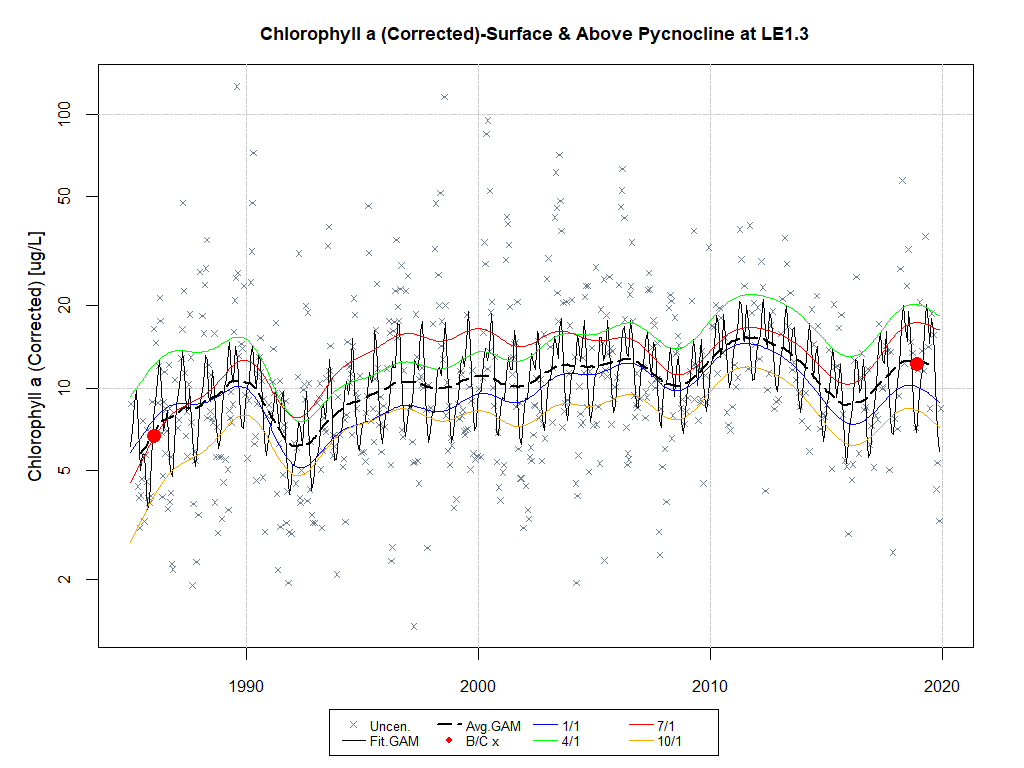 Chlorophyll a (Corrected)-Surface & Above Pycnocline at LE1.3
Chlorophyll a (Corrected) [ug/L]
100
50
20
10
5
2
1990 2000 2010 2020
Uncen. Avg.GAM 1/1 7/1
Fit.GAM B/C x 4/1 10/1